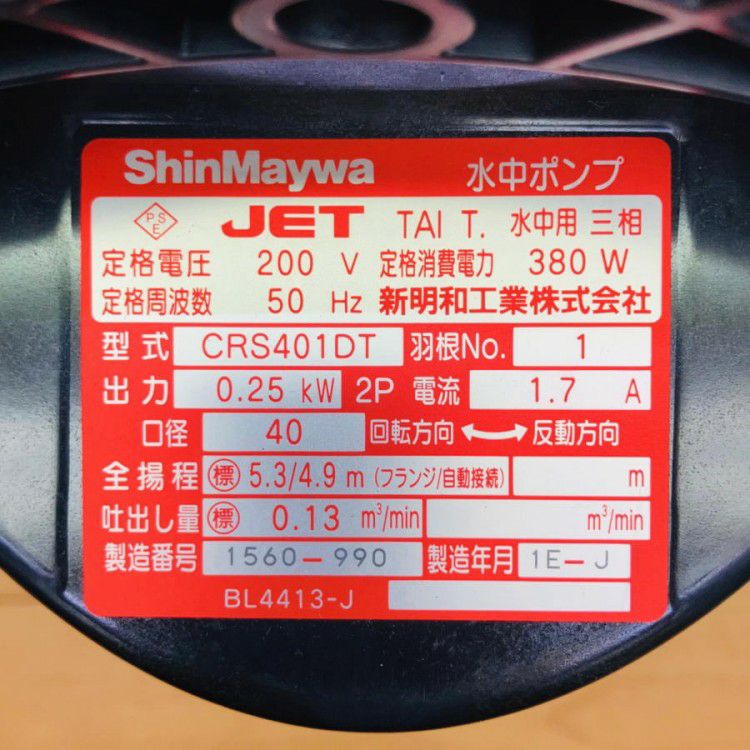 ShinMaywa 水中ポンプ
PSE JET TAI T. 水中用 三相
定格電圧 200 V 定格消費電力 380 W
定格周波数 50 Hz 新明和工業株式会社
型式 CRS401DT 羽根No. 1
出力 0.25 kW 2P 電流 1.7 A
口径 40 回転方向 ↔ 反動方向
全揚程 標 5.3/4.9 m (フランジ/自動接続) m
吐出し量 標 0.13 m³/min m³/min
製造番号 1560-990 製造年月 1E-J
BL4413-J